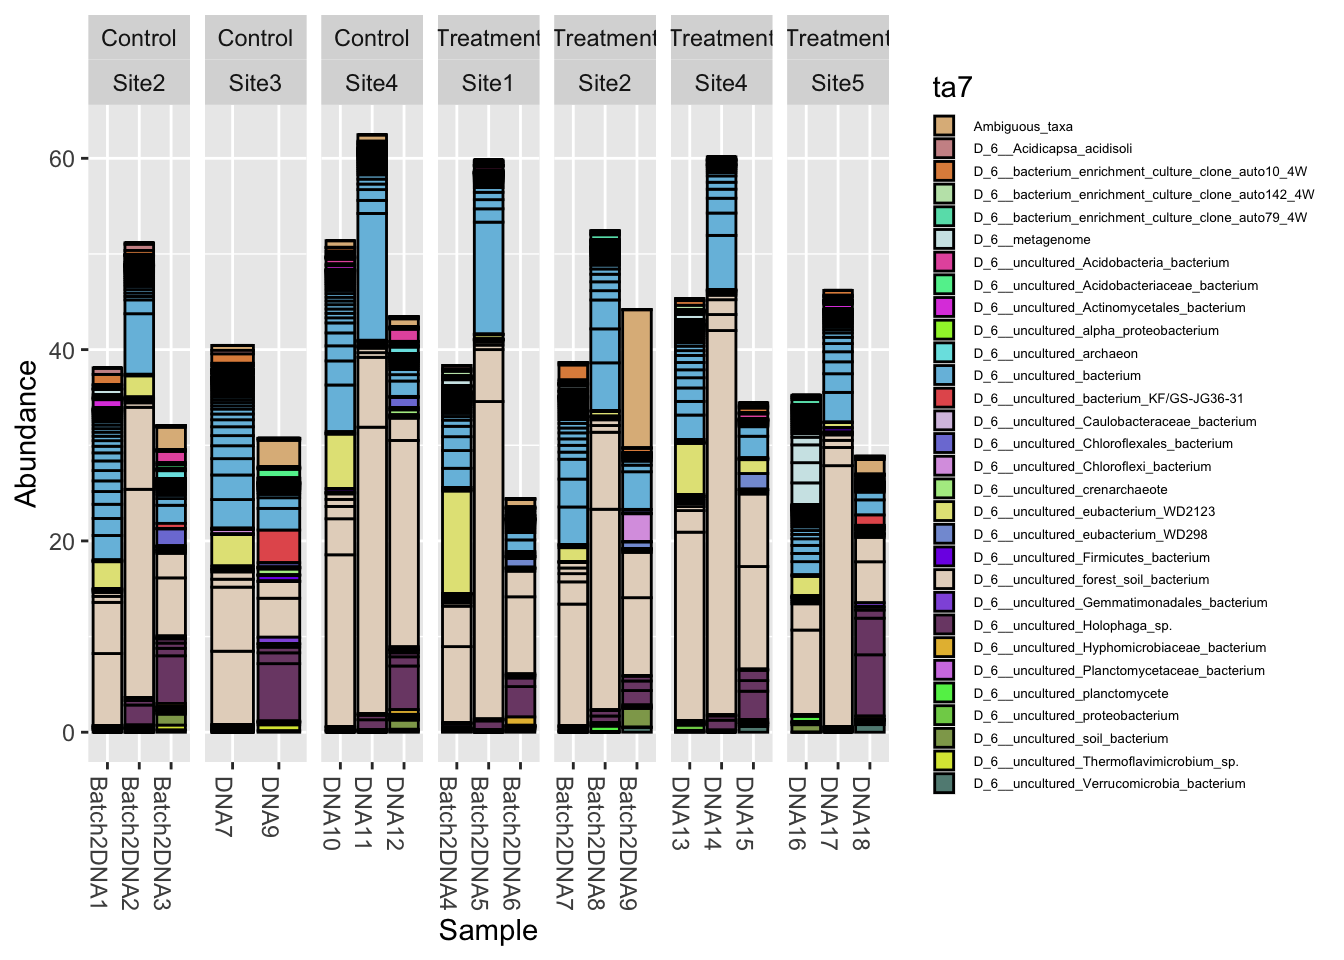 Control Control Control Treatment Treatment Treatment Treatment
Site2 Site3 Site4 Site1 Site2 Site4 Site5
60
40
20
0
Abundance
Batch2DNA1 Batch2DNA2 Batch2DNA3 DNA7 DNA9 DNA10 DNA11 DNA12 Batch2DNA4 Batch2DNA5 Batch2DNA6 Batch2DNA7 Batch2DNA8 Batch2DNA9 DNA13 DNA14 DNA15 DNA16 DNA17 DNA18
Sample
ta7
Ambiguous_taxa
D_6__Acidicapsa_acidisoli
D_6__bacterium_enrichment_culture_clone_auto10_4W
D_6__bacterium_enrichment_culture_clone_auto142_4W
D_6__bacterium_enrichment_culture_clone_auto79_4W
D_6__metagenome
D_6__uncultured_Acidobacteria_bacterium
D_6__uncultured_Acidobacteriaceae_bacterium
D_6__uncultured_Actinomycetales_bacterium
D_6__uncultured_alpha_proteobacterium
D_6__uncultured_archaeon
D_6__uncultured_bacterium
D_6__uncultured_bacterium_KF/GS-JG36-31
D_6__uncultured_Caulobacteraceae_bacterium
D_6__uncultured_Chloroflexales_bacterium
D_6__uncultured_Chloroflexi_bacterium
D_6__uncultured_crenarchaeote
D_6__uncultured_eubacterium_WD2123
D_6__uncultured_eubacterium_WD298
D_6__uncultured_Firmicutes_bacterium
D_6__uncultured_forest_soil_bacterium
D_6__uncultured_Gemmatimonadales_bacterium
D_6__uncultured_Holophaga_sp.
D_6__uncultured_Hyphomicrobiaceae_bacterium
D_6__uncultured_Planctomycetaceae_bacterium
D_6__uncultured_planctomycete
D_6__uncultured_proteobacterium
D_6__uncultured_soil_bacterium
D_6__uncultured_Thermoflavimicrobium_sp.
D_6__uncultured_Verrucomicrobia_bacterium